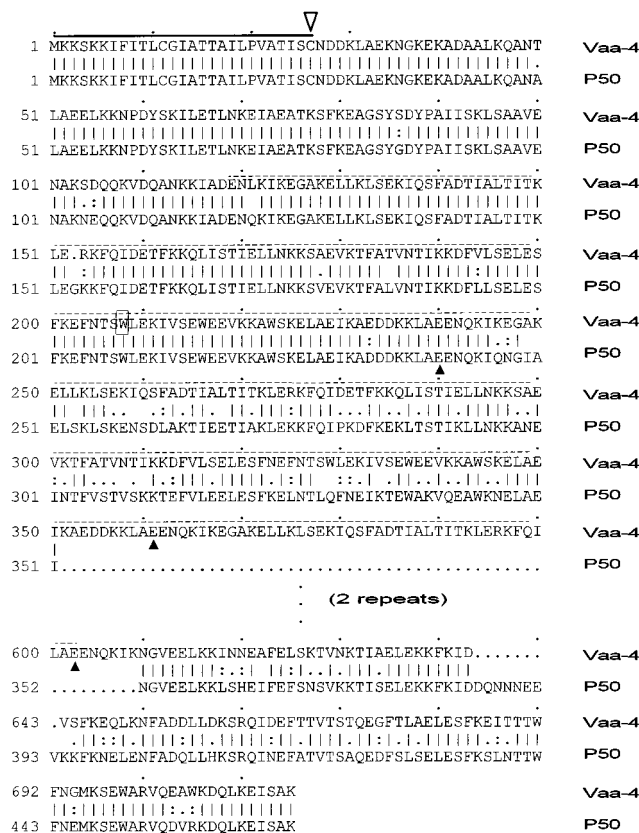 1 MKKSKKIFITLCGIATTAILPVATISCNDDKLAEKNGKEKADAALKQANT Vaa-4
1 MKKSKKIFITLCGIATTAILPVATISCNDDKLAEKNGKEKADAALKQANA P50
51 LAEELKKNPDYSKILETLNKEIAEATKSFKEAGSYSDYPAIISKLSAAVE Vaa-4
51 LAEELKKNPDYSKILETLNKEIAEATKSFKEAGSYGDYPAIISKLSAAVE P50
101 NAKSDQQKVDQANKKIADENLKIKEGAKELLKLSEKIQSFADTIALTITK Vaa-4
101 NAKNEQQKVDQANKKIADENQKIKEGAKELLKLSEKIQSFADTIALTITK P50
151 LE.RKFQIDETFKKQLISTIELLNKKSAEVKTFATVNTIKKDFVLSELES Vaa-4
151 LEGKKFQIDETFKKQLISTIELLNKKSVEVKTFALVNTIKKDFLLSELES P50
200 FKEFNTSWLEKIVSEWEEVKKAWSKELAEIKAEDDKKLAEENQKIKEGAK Vaa-4
201 FKEFNTSWLEKIVSEWEEVKKAWSKELAEIKADDDKKLAEENQKIQNGIA P50
250 ELLKLSEKIQSFADTIALTITKLERKFQIDETFKKQLISTIELLNKKSAE Vaa-4
251 ELSKLSKENSDLAKTIEETIAKLEKKFQIPKDFKEKLTSTIKLLNKKANE P50
300 VKTFATVNTIKKDFVLSELESFNEFNTSWLEKIVSEWEEVKKAWSKELAE Vaa-4
301 INTFVSTVSKKTEFVLEELESFKELNTLQFNEIKTEWAKVQEAWKNELAE P50
350 IKAEDDKKLAEENQKIKEGAKELLKLSEKIQSFADTIALTITKLERKFQI Vaa-4
351 I................................................. P50
(2 repeats)
600 LAEENQKIKNGVEELKKINNEAFELSKTVNKTIAELEKKFKID....... Vaa-4
352 .........NGVEELKKLSHEIFEFSNSVKKTISELEKKFKIDDQNNNEE P50
643 .VSFKEQLKNFADDLLDKSRQIDEFTTVTSTQEGFTLAELESFKEITTTW Vaa-4
393 VKKFKNELENFADQLLHKSRQINEFATVTSAQEDFSLSELESFKSLNTTW P50
692 FNGMKSEWARVQEAWKDQLKEISAK Vaa-4
443 FNEMKSEWARVQDVRKDQLKEISAK P50